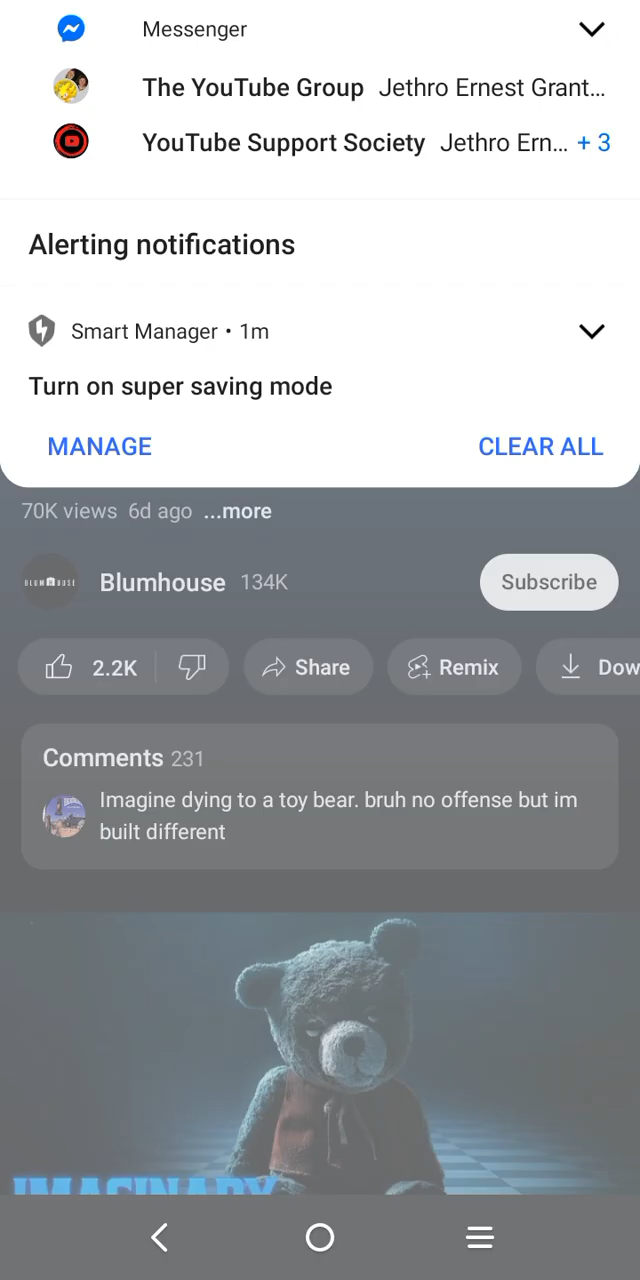 Messenger
The YouTube Group Jethro Ernest Grant...
YouTube Support Society Jethro Ern... + 3
Alerting notifications
Smart Manager • 1m
Turn on super saving mode
MANAGE CLEAR ALL
70K views 6d ago ...more
BLUMHOUSE Blumhouse 134K Subscribe
2.2K Share Remix Dow
Comments 231
Imagine dying to a toy bear. bruh no offense but im
built different
IMAGINARY